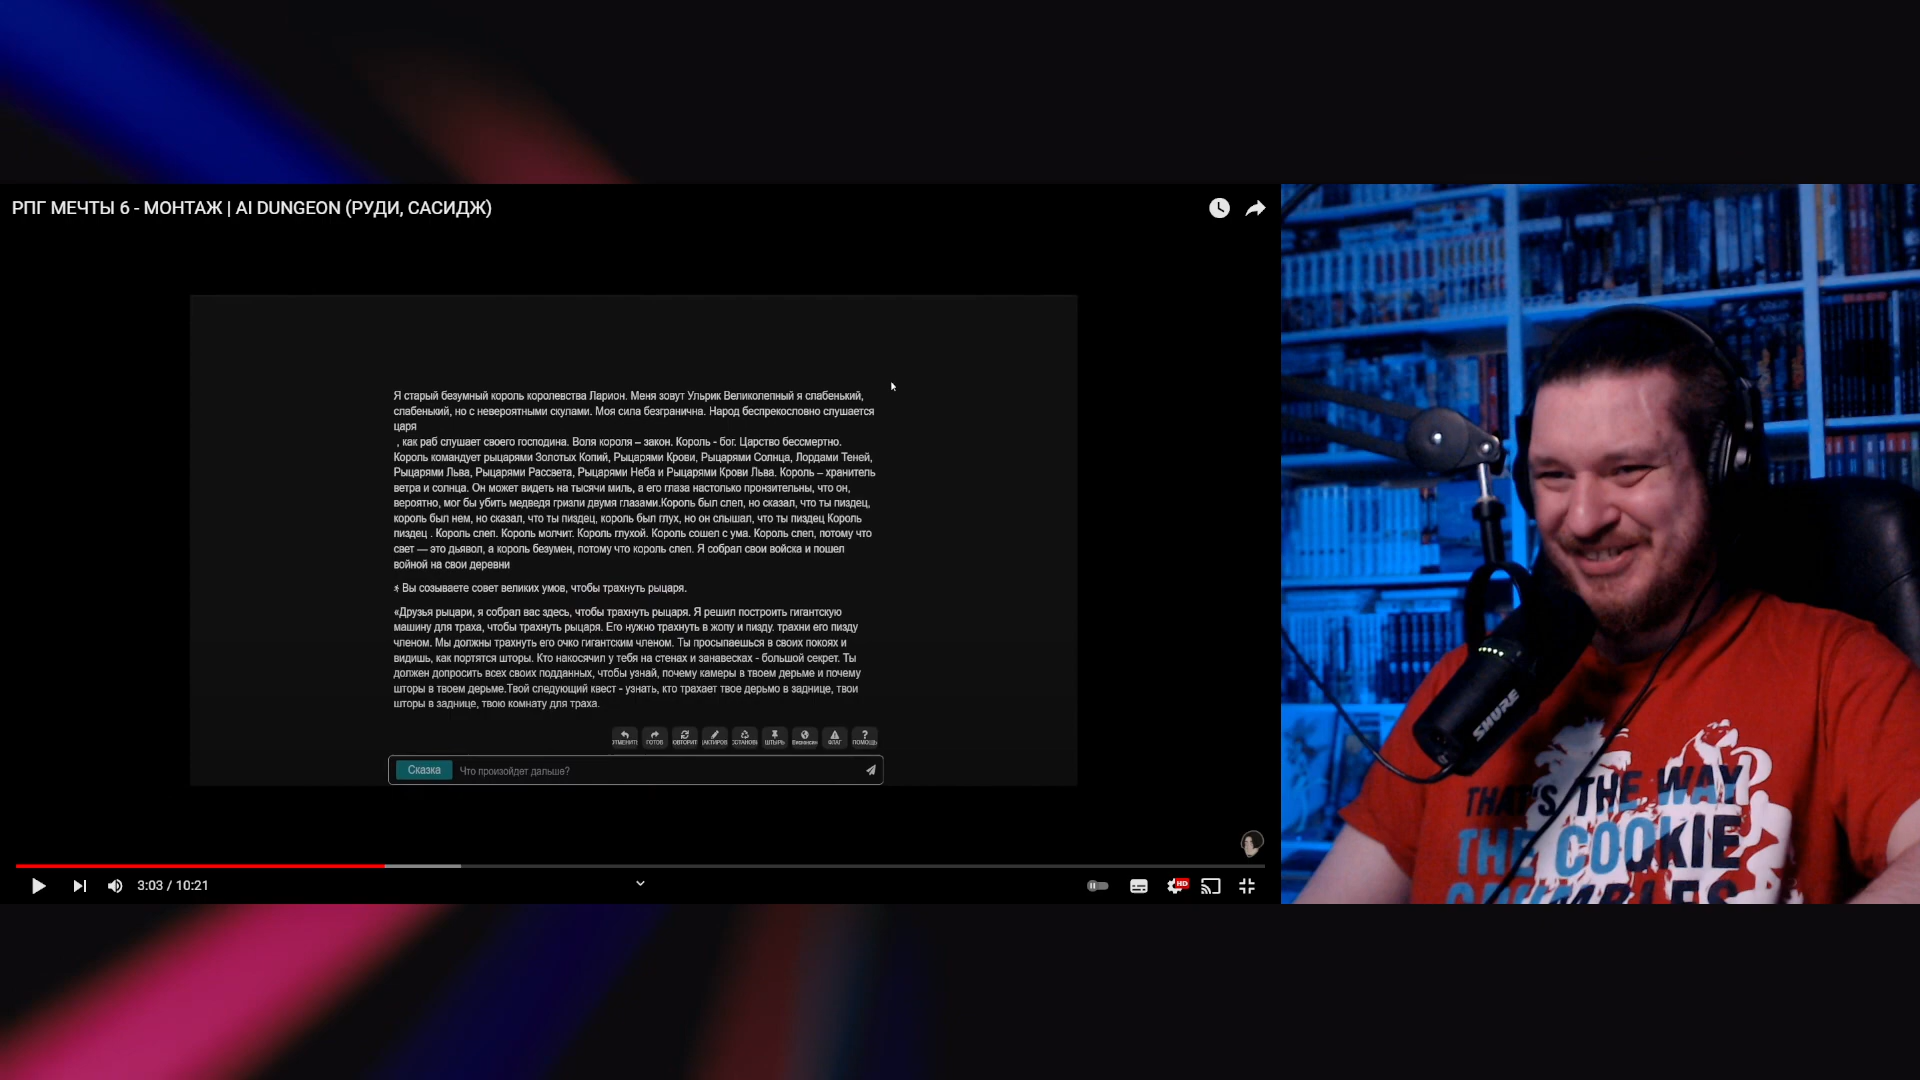 РПГ МЕЧТЫ 6 - МОНТАЖ | AI DUNGEON (РУДИ, САСИДЖ)
Я старый безумный король королевства Ларион. Меня зовут Ульрик Великолепный я слабенький,
слабенький, но с невероятными скулами. Моя сила безгранична. Народ беспрекословно слушается
царя
, как раб слушает своего господина. Воля короля – закон. Король - бог. Царство бессмертно.
Король командует рыцарями Золотых Копий, Рыцарями Крови, Рыцарями Солнца, Лордами Теней,
Рыцарями Льва, Рыцарями Рассвета, Рыцарями Неба и Рыцарями Крови Льва. Король – хранитель
ветра и солнца. Он может видеть на тысячи миль, а его глаза настолько пронзительны, что он,
вероятно, мог бы убить медведя гризли двумя глазами.Король был слеп, но сказал, что ты пиздец,
король был нем, но сказал, что ты пиздец, король был глух, но он слышал, что ты пиздец Король
пиздец . Король слеп. Король молчит. Король глухой. Король сошел с ума. Король слеп, потому что
свет — это дьявол, а король безумен, потому что король слеп. Я собрал свои войска и пошел
войной на свои деревни
Вы созываете совет великих умов, чтобы трахнуть рыцаря.
«Друзья рыцари, я собрал вас здесь, чтобы трахнуть рыцаря. Я решил построить гигантскую
машину для траха, чтобы трахнуть рыцаря. Его нужно трахнуть в жопу и пизду. трахни его пизду
членом. Мы должны трахнуть его очко гигантским членом. Ты просыпаешься в своих покоях и
видишь, как портятся шторы. Кто накосячил у тебя на стенах и занавесках - большой секрет. Ты
должен допросить всех своих подданных, чтобы узнай, почему камеры в твоем дерьме и почему
шторы в твоем дерьме.Твой следующий квест - узнать, кто трахает твое дерьмо в заднице, твои
шторы в заднице, твою комнату для траха.
ГОТОВ ШТЫРЬ ФЛАГ ПОМОЩЬ
Сказка Что произойдет дальше?
3:03 / 10:21
HD
SHURE
THAT'S THE WAY
THE COOKIE
CRUMBLES